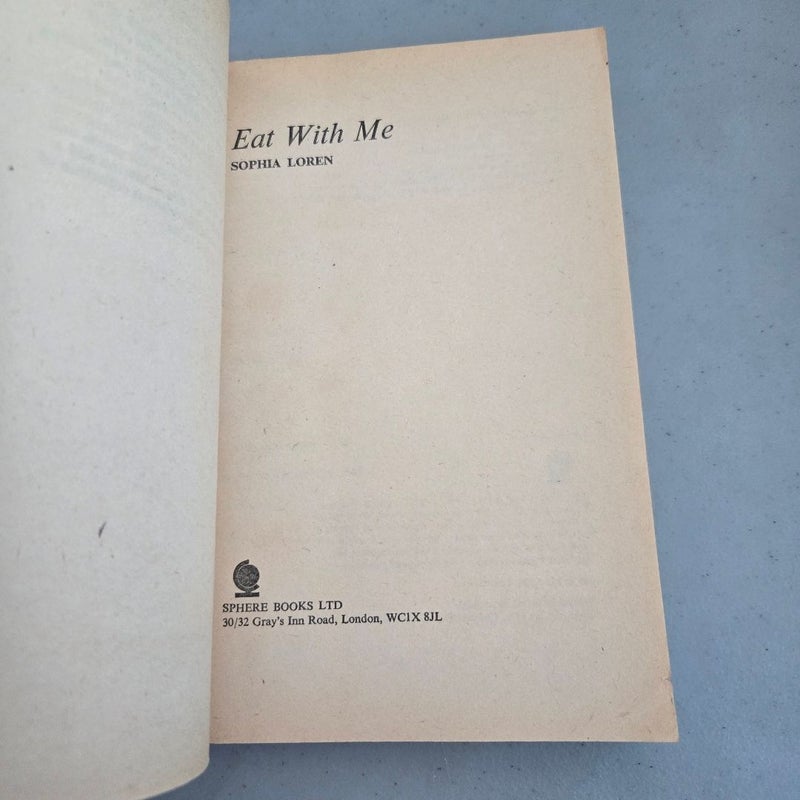 Eat With Me
SOPHIA LOREN
SPHERE BOOKS LTD
30/32 Gray's Inn Road, London, WC1X 8JL